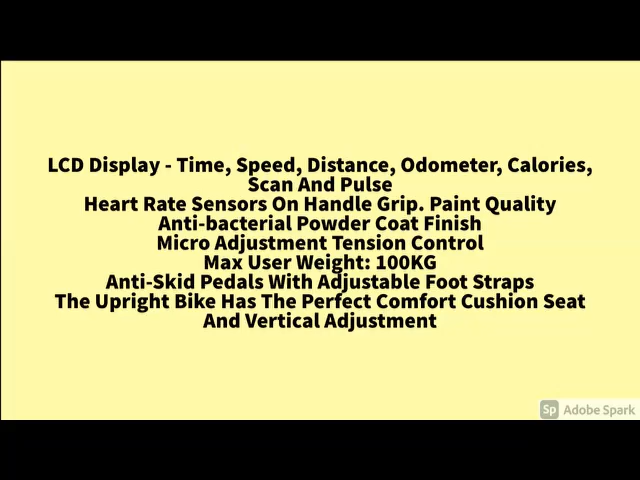 LCD Display - Time, Speed, Distance, Odometer, Calories,
Scan And Pulse
Heart Rate Sensors On Handle Grip. Paint Quality
Anti-bacterial Powder Coat Finish
Micro Adjustment Tension Control
Max User Weight: 100KG
Anti-Skid Pedals With Adjustable Foot Straps
The Upright Bike Has The Perfect Comfort Cushion Seat
And Vertical Adjustment
Sp Adobe Spark